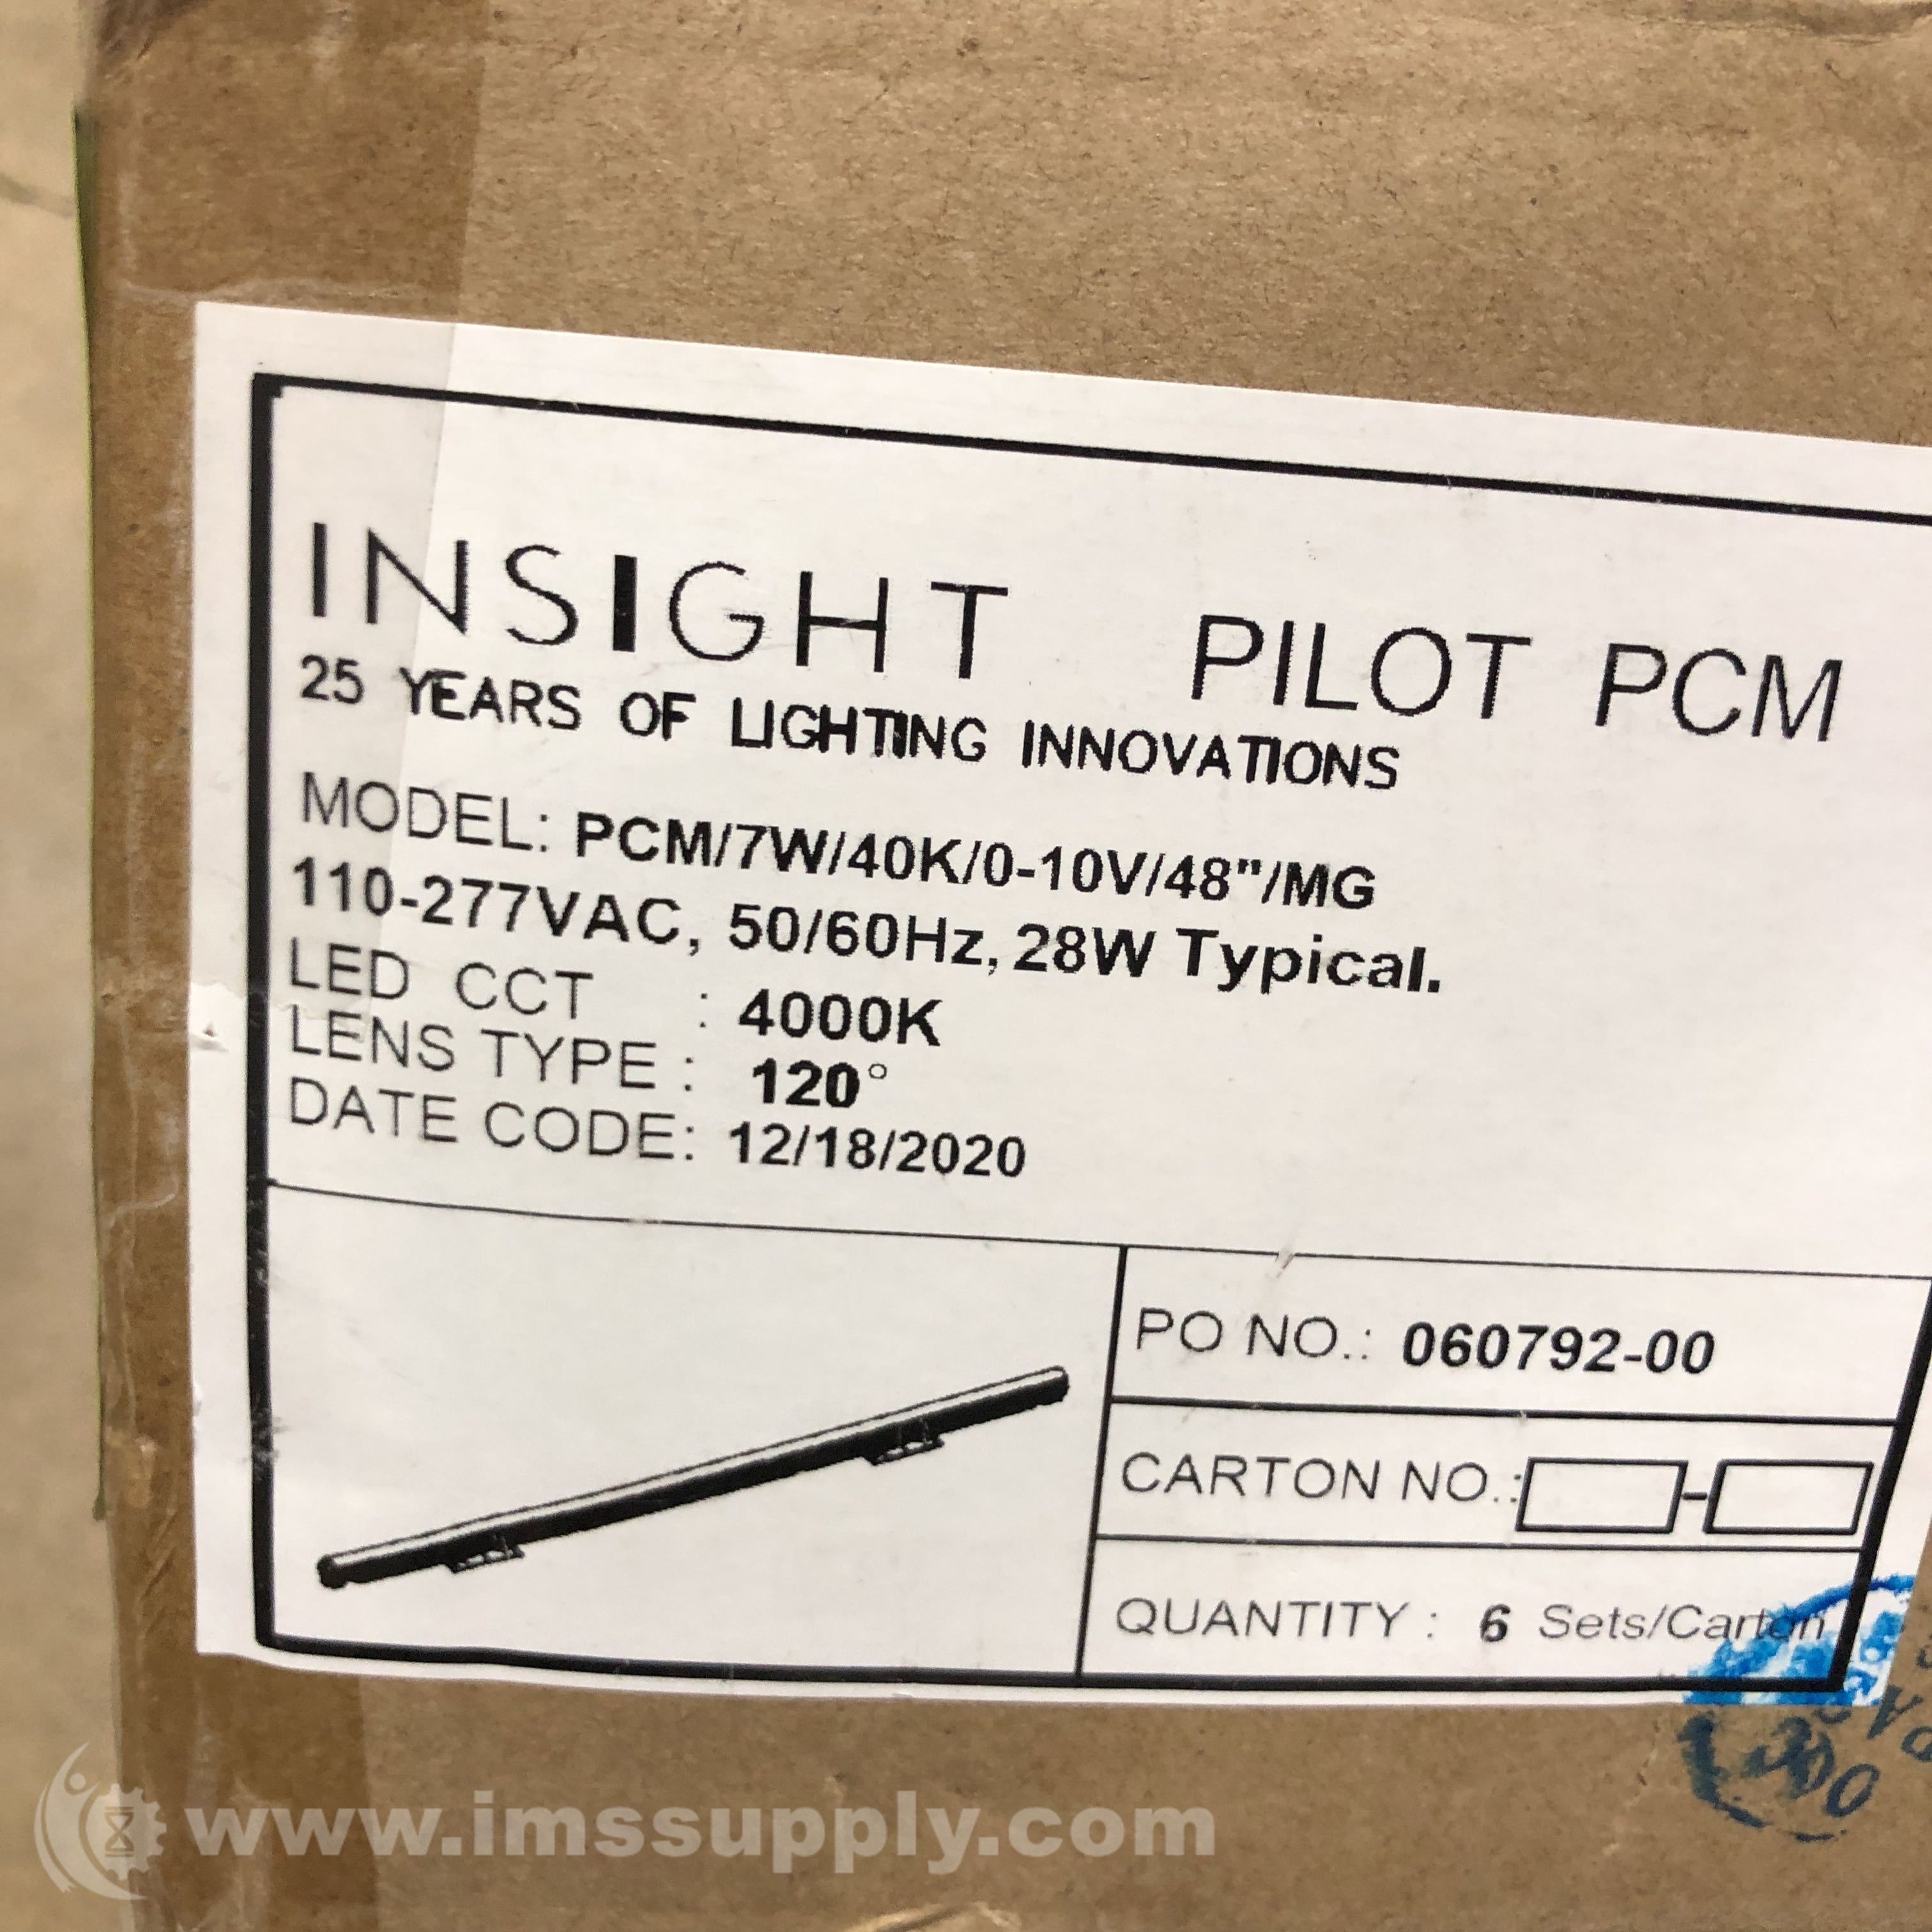 INSIGHT PILOT PCM
25 YEARS OF LIGHTING INNOVATIONS
MODEL: PCM/7W/40K/0-10V/48"/MG
110-277VAC, 50/60Hz, 28W Typical.
LED CCT : 4000K
LENS TYPE : 120°
DATE CODE: 12/18/2020
PO NO.: 060792-00
CARTON NO.: -
QUANTITY : 6 Sets/Carton
www.imssupply.com